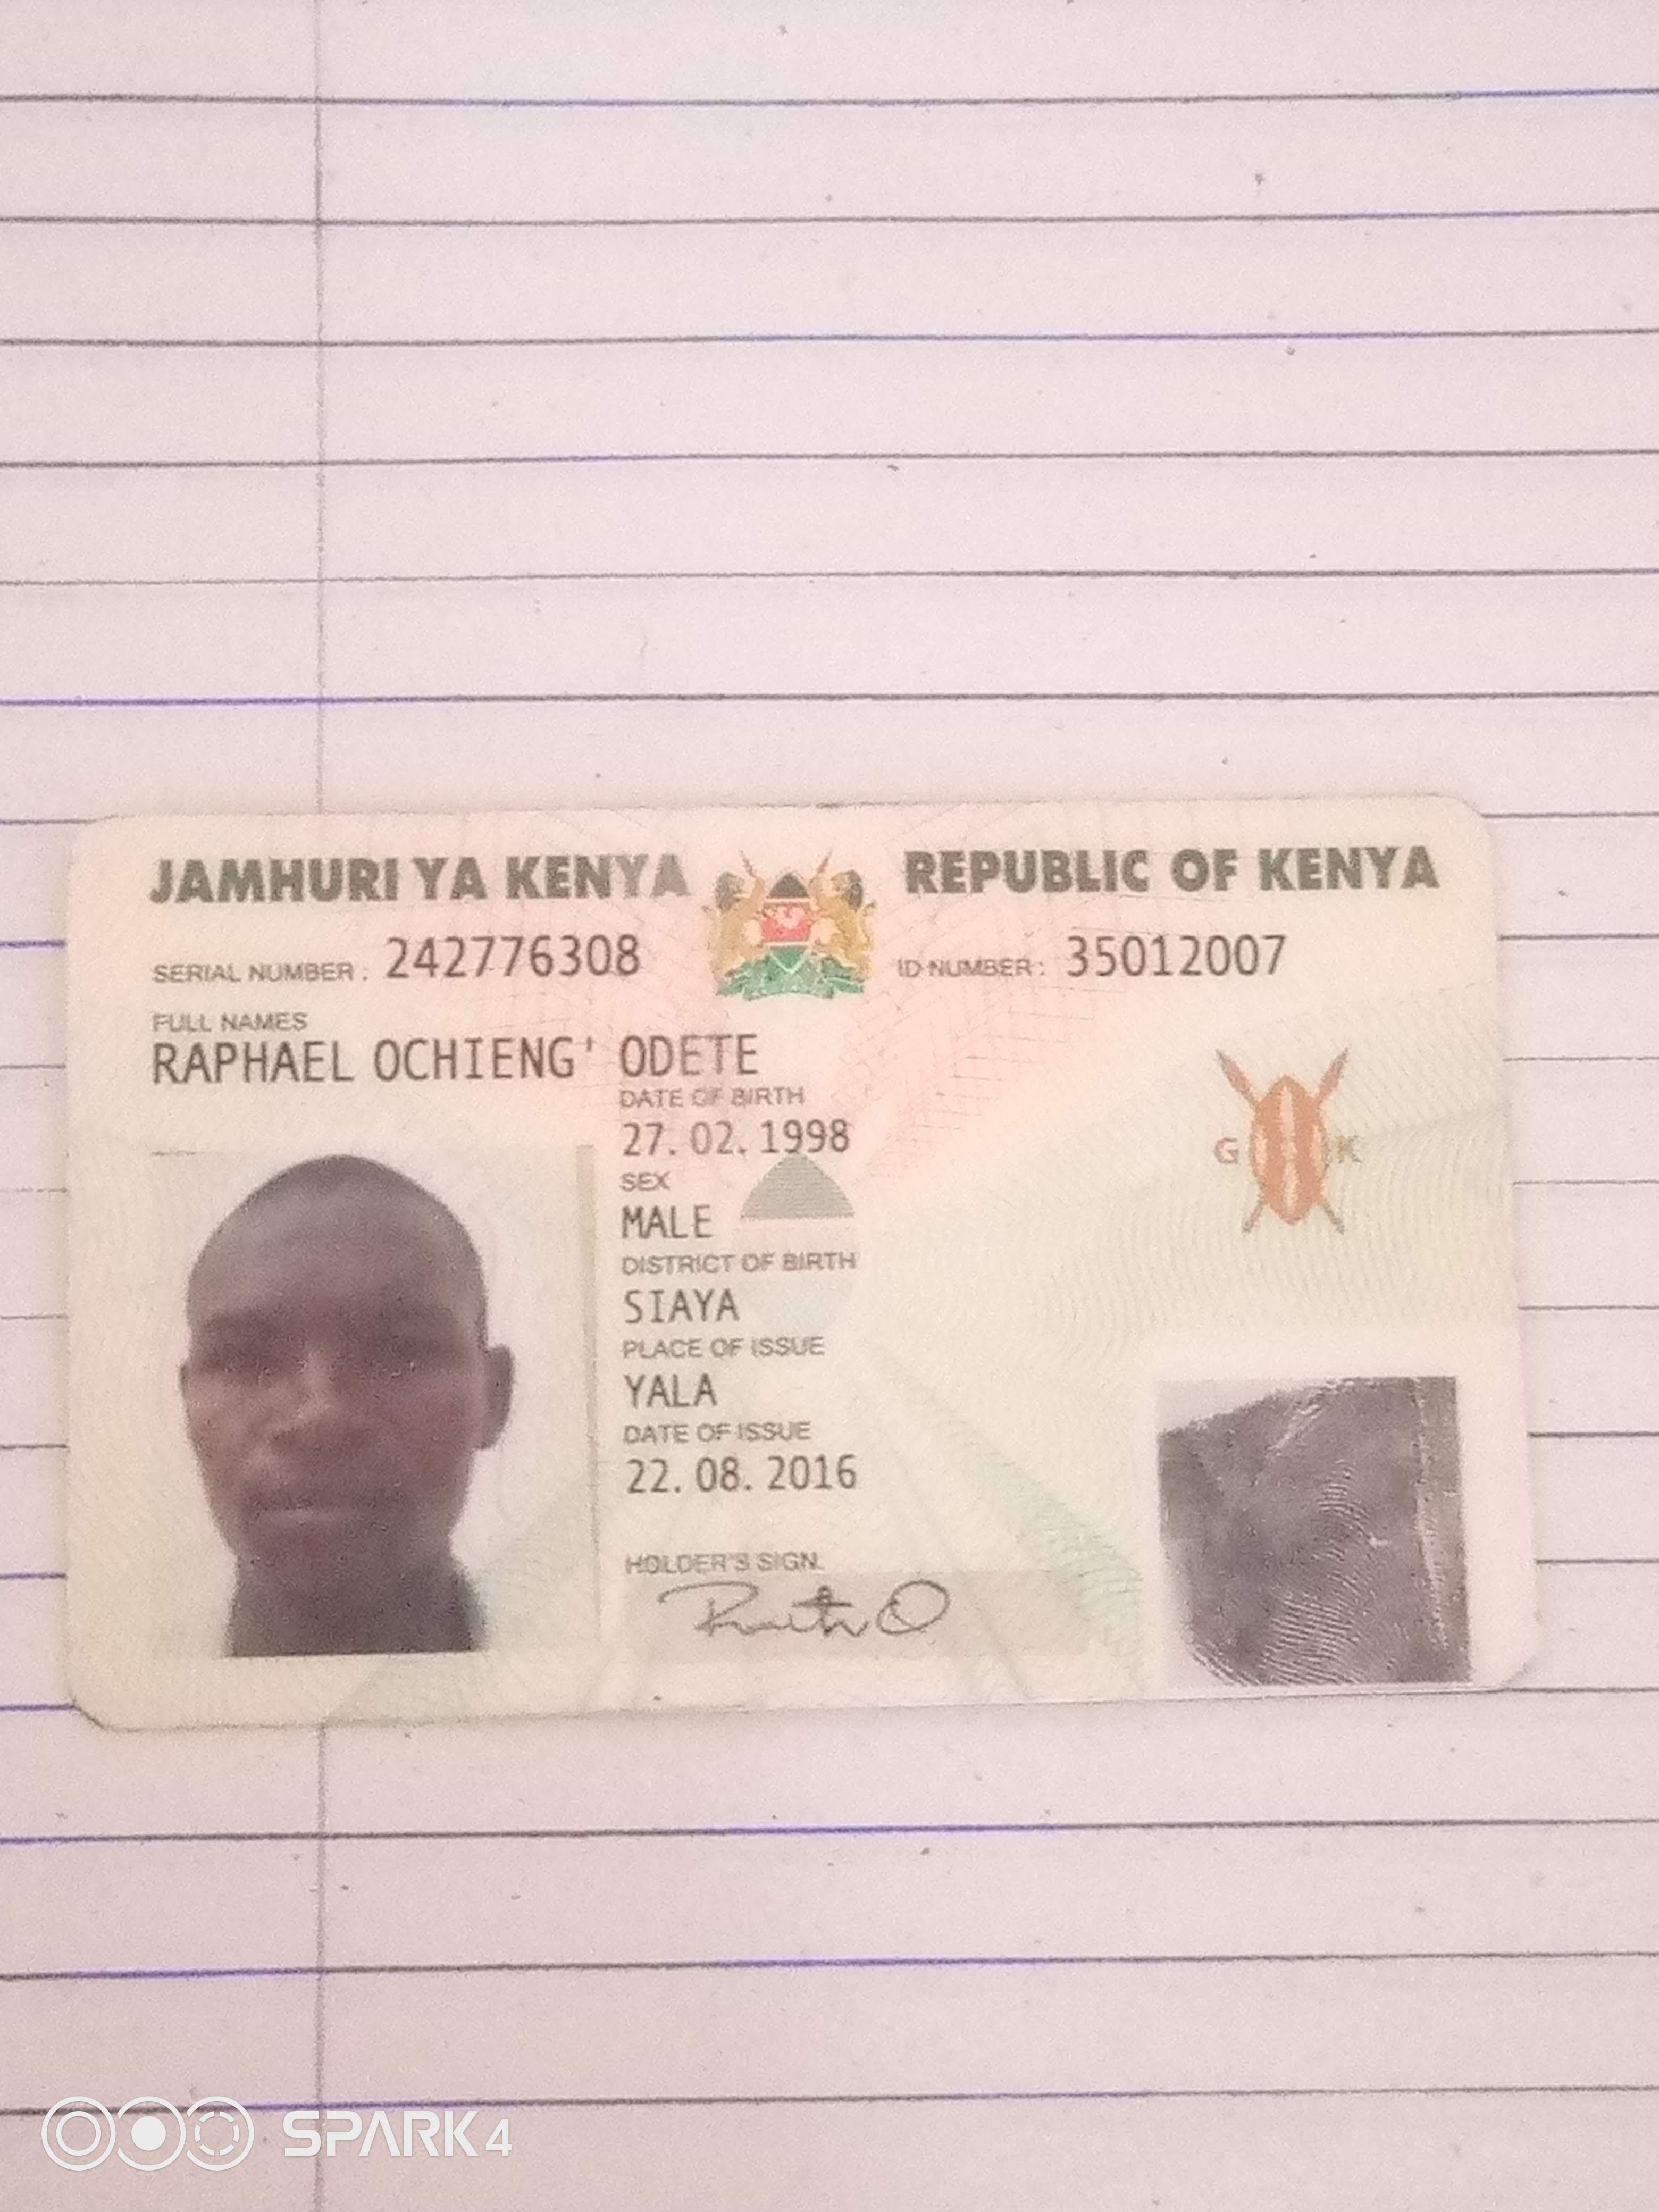 JAMHURI YA KENYA REPUBLIC OF KENYA
SERIAL NUMBER : 242776308 ID NUMBER : 35012007
FULL NAMES
RAPHAEL OCHIENG' ODETE
DATE OF BIRTH
27. 02. 1998
SEX
MALE
G K
DISTRICT OF BIRTH
SIAYA
PLACE OF ISSUE
YALA
DATE OF ISSUE
22. 08. 2016
HOLDER'S SIGN.
SPARK 4